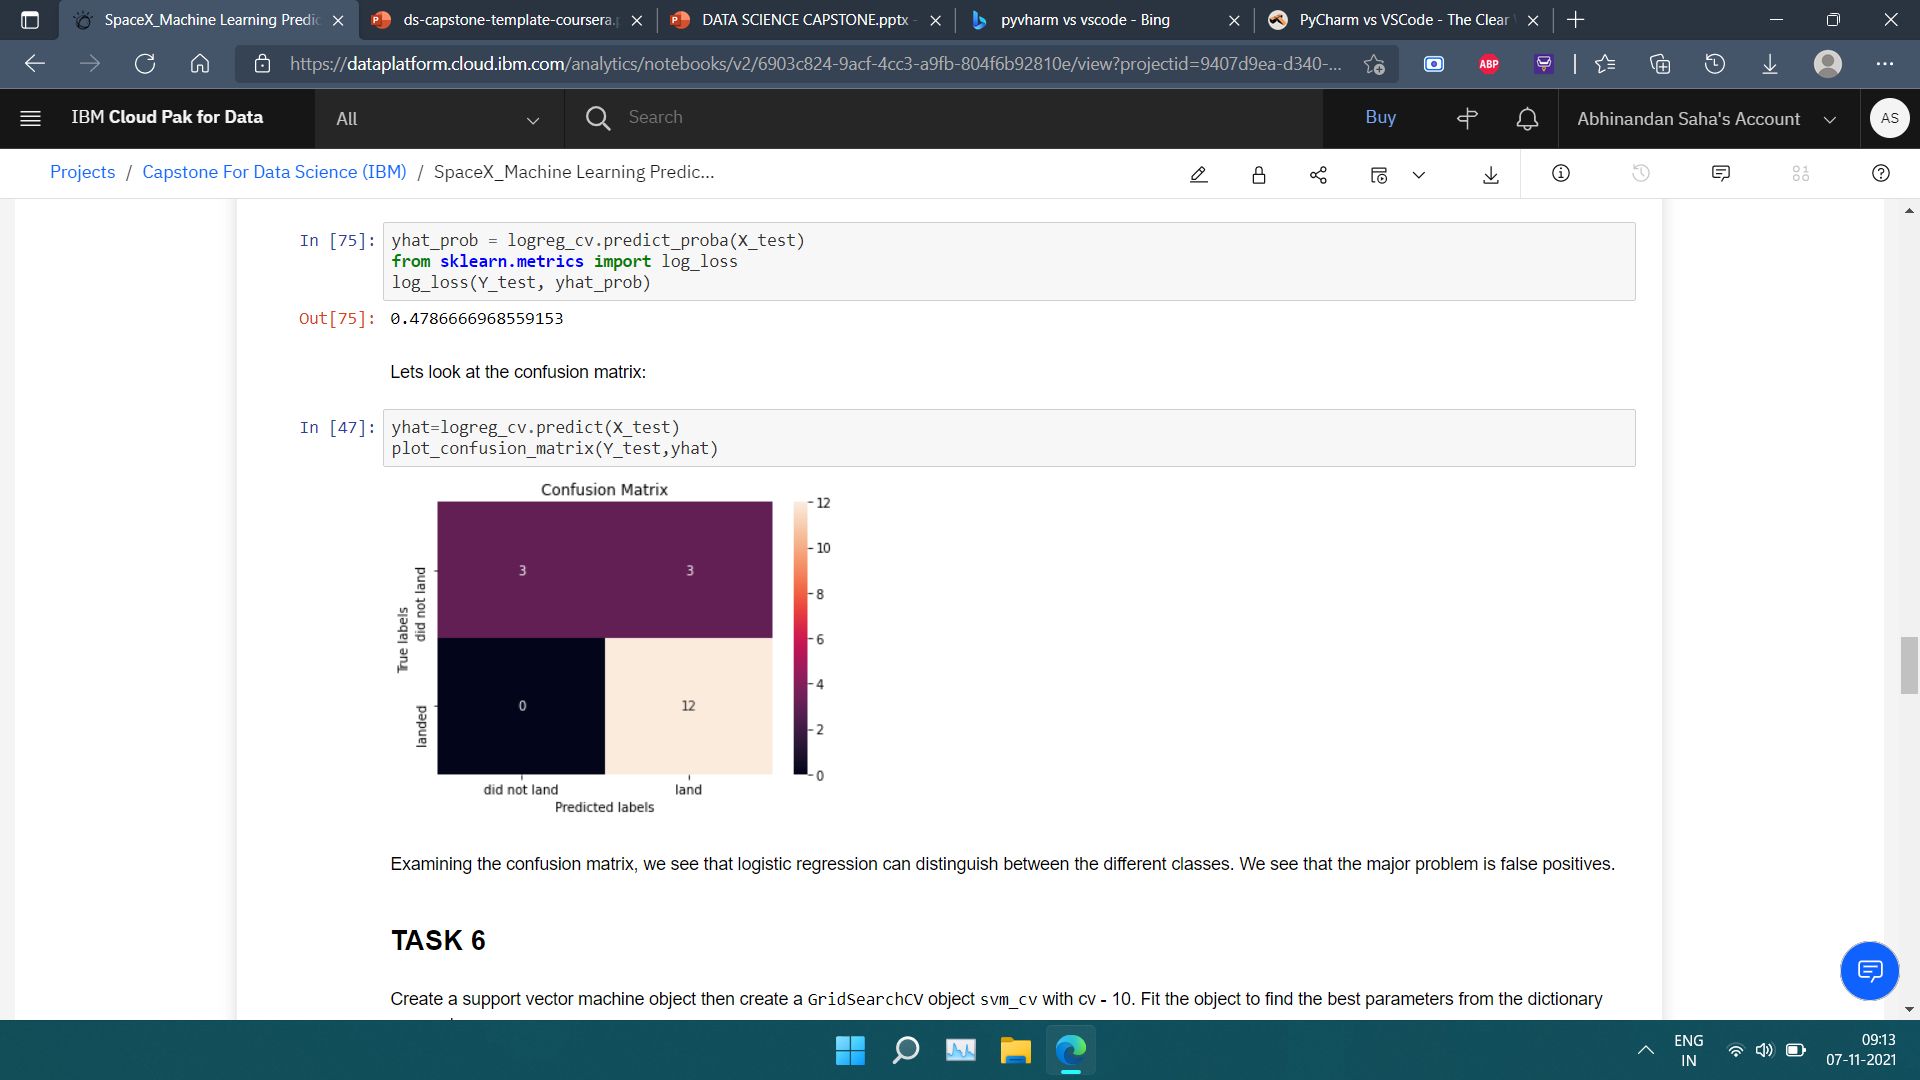 SpaceX_Machine Learning Predic
ds-capstone-template-coursera.p
DATA SCIENCE CAPSTONE.pptx -
pyvharm vs vscode - Bing
PyCharm vs VSCode - The Clear
https://dataplatform.cloud.ibm.com/analytics/notebooks/v2/6903c824-9acf-4cc3-a9fb-804f6b92810e/view?projectid=9407d9ea-d340-...
ABP
IBM Cloud Pak for Data
All
Search
Buy
Abhinandan Saha's Account
AS
Projects / Capstone For Data Science (IBM) / SpaceX_Machine Learning Predic...
In [75]: yhat_prob = logreg_cv.predict_proba(X_test)
from sklearn.metrics import log_loss
log_loss(Y_test, yhat_prob)
Out[75]: 0.4786666968559153
Lets look at the confusion matrix:
In [47]: yhat=logreg_cv.predict(X_test)
plot_confusion_matrix(Y_test,yhat)
Confusion Matrix
True labels
did not land
landed
3
3
0
12
did not land
land
Predicted labels
12
10
8
6
4
2
0
Examining the confusion matrix, we see that logistic regression can distinguish between the different classes. We see that the major problem is false positives.
TASK 6
Create a support vector machine object then create a GridSearchCV object svm_cv with cv - 10. Fit the object to find the best parameters from the dictionary
ENG
IN
09:13
07-11-2021